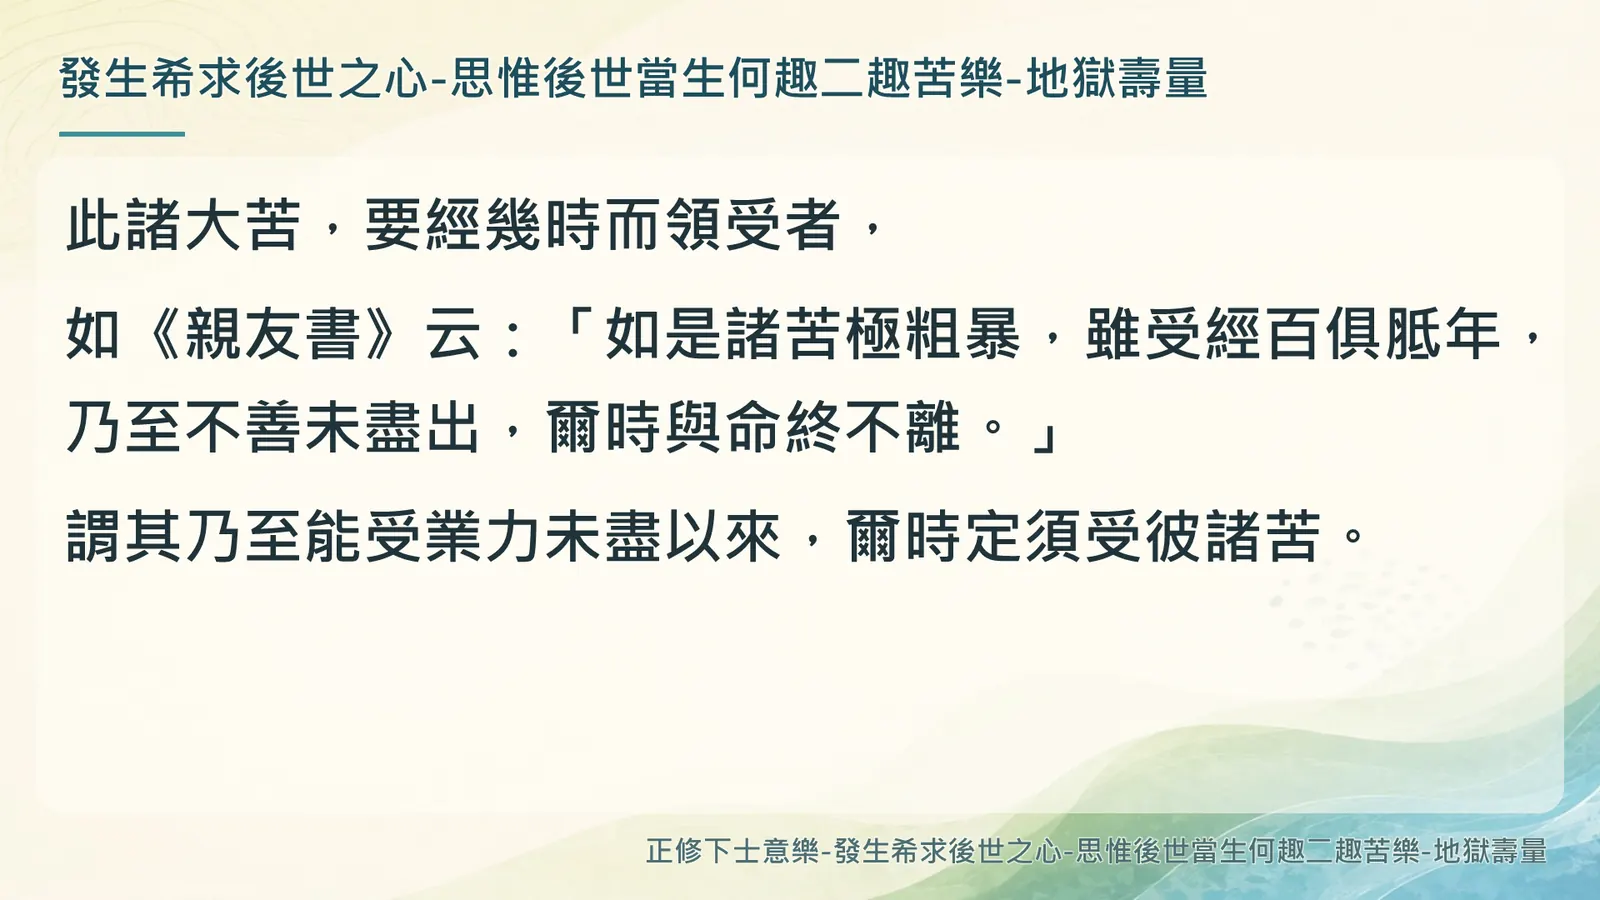 發生希求後世之心-思惟後世當生何趣二趣苦樂-地獄壽量
此諸大苦，要經幾時而領受者，
如《親友書》云：「如是諸苦極粗暴，雖受經百俱胝年，
乃至不善未盡出，爾時與命終不離。」
謂其乃至能受業力未盡以來，爾時定須受彼諸苦。
正修下士意樂-發生希求後世之心-思惟後世當生何趣二趣苦樂-地獄壽量